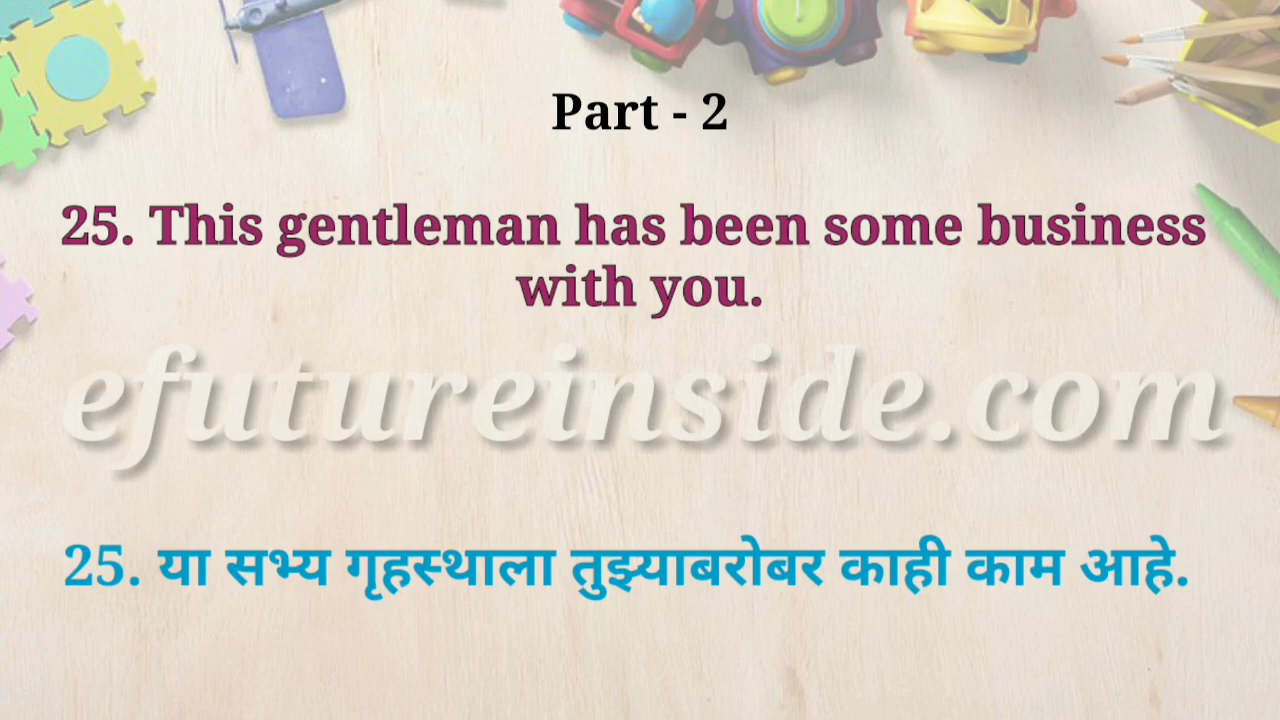 Part - 2
25. This gentleman has been some business
with you.
efutureinside.com
25. या सभ्य गृहस्थाला तुझ्याबरोबर काही काम आहे.